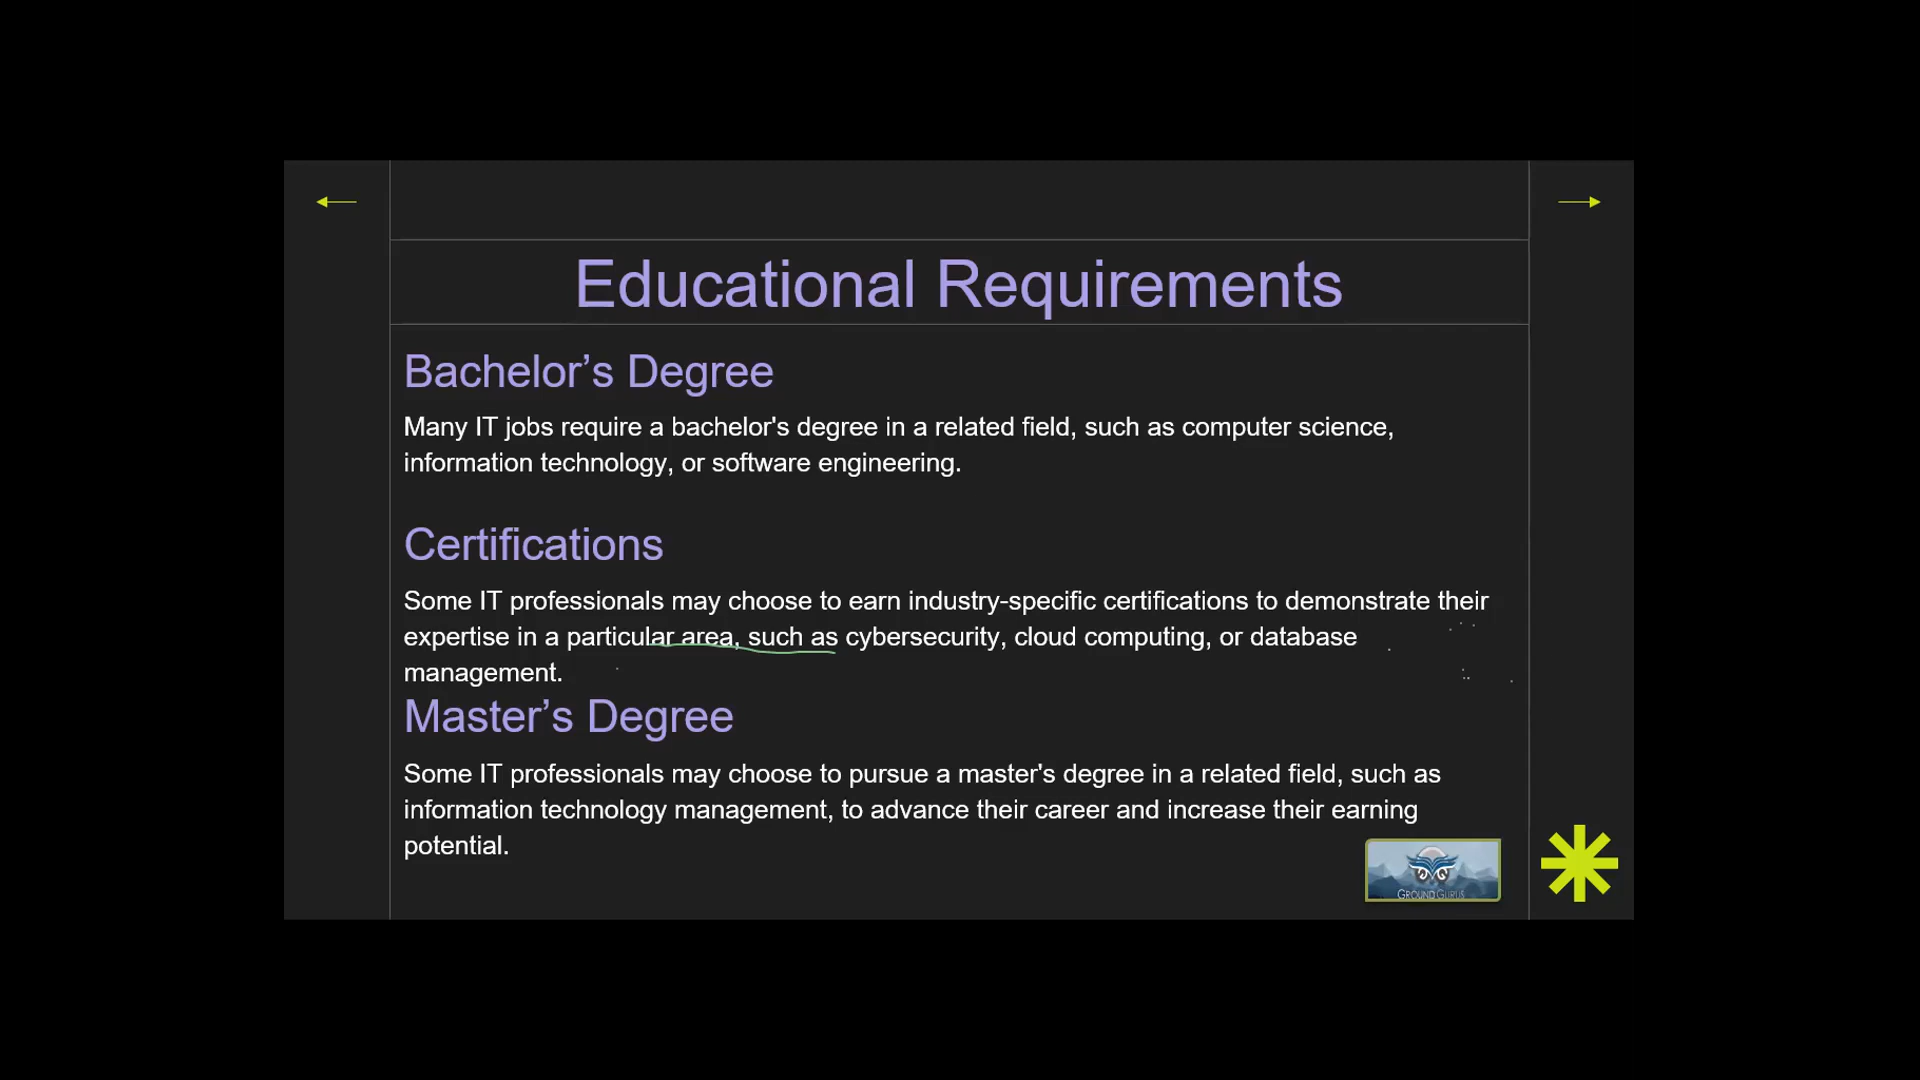 Educational Requirements
Bachelor’s Degree
Many IT jobs require a bachelor's degree in a related field, such as computer science,
information technology, or software engineering.
Certifications
Some IT professionals may choose to earn industry-specific certifications to demonstrate their
expertise in a particular area, such as cybersecurity, cloud computing, or database
management.
Master’s Degree
Some IT professionals may choose to pursue a master's degree in a related field, such as
information technology management, to advance their career and increase their earning
potential.
GROUND GURUS